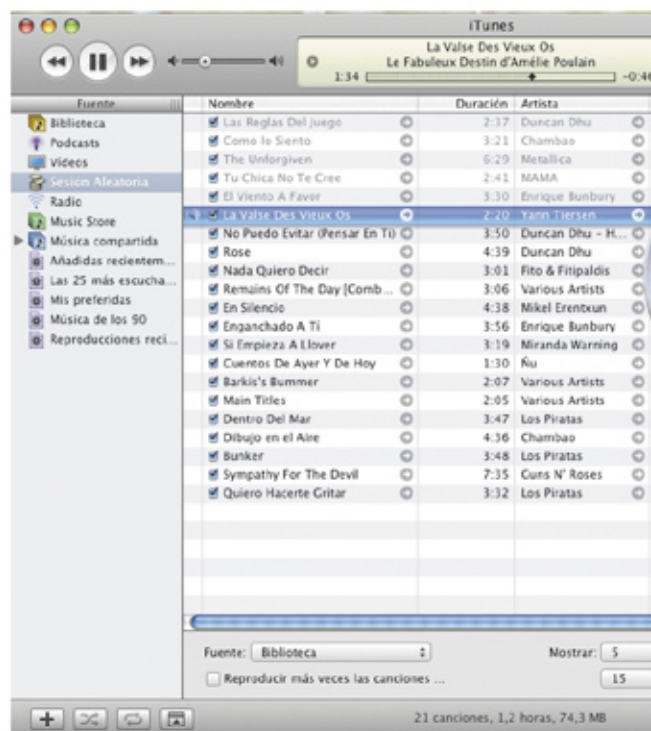 iTunes
La Valse Des Vieux Os
Le Fabuleux Destin d'Amélie Poulain
1:34 -0:46
Fuente Nombre Duración Artista
Biblioteca
Podcasts
Vídeos
Sesión Aleatoria
Radio
Music Store
Música compartida
Añadidas recientem...
Las 25 más escucha...
Mis preferidas
Música de los 90
Reproducciones reci...
Las Reglas Del Juego 2:37 Duncan Dhu
Como lo Siento 3:21 Chambao
The Unforgiven 6:29 Metallica
Tu Chica No Te Cree 2:41 MAMA
El Viento A Favor 3:30 Enrique Bunbury
La Valse Des Vieux Os 2:20 Yann Tiersen
No Puedo Evitar (Pensar En Ti) 3:50 Duncan Dhu - H...
Rose 4:39 Duncan Dhu
Nada Quiero Decir 3:01 Fito & Fitipaldis
Remains Of The Day [Comb ... 3:06 Various Artists
En Silencio 4:38 Mikel Erentxun
Enganchado A Ti 3:56 Enrique Bunbury
Si Empieza A Llover 3:19 Miranda Warning
Cuentos De Ayer Y De Hoy 1:30 Ñu
Barkis's Bummer 2:07 Various Artists
Main Titles 2:05 Various Artists
Dentro Del Mar 3:47 Los Piratas
Dibujo en el Aire 4:36 Chambao
Bunker 3:48 Los Piratas
Sympathy For The Devil 7:35 Guns N' Roses
Quiero Hacerte Gritar 3:32 Los Piratas
Fuente: Biblioteca Mostrar: 5
Reproducir más veces las canciones ... 15
21 canciones, 1,2 horas, 74,3 MB